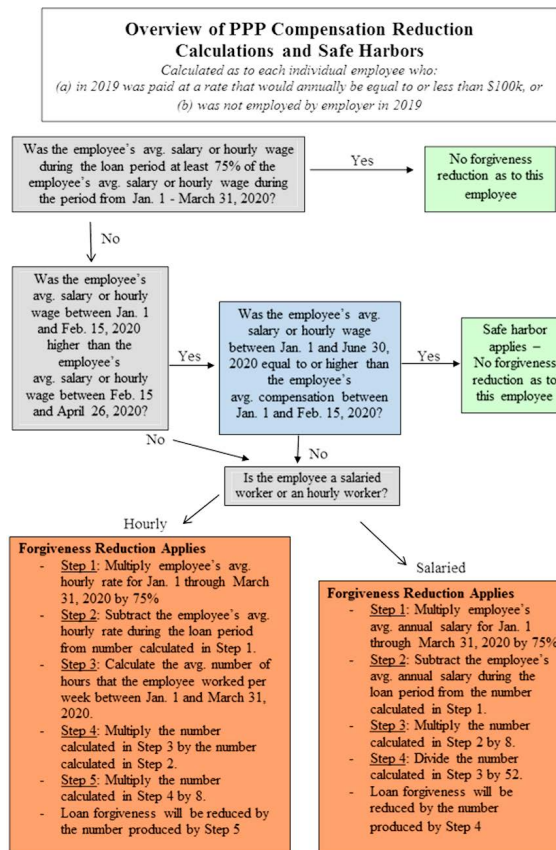 Overview of PPP Compensation Reduction
Calculations and Safe Harbors
Calculated as to each individual employee who:
(a) in 2019 was paid at a rate that would annually be equal to or less than $100k, or
(b) was not employed by employer in 2019
Was the employee's avg. salary or hourly wage
during the loan period at least 75% of the
employee's avg. salary or hourly wage during
the period from Jan. 1 - March 31, 2020?
Yes
No forgiveness
reduction as to this
employee
No
Was the employee's
avg. salary or hourly
wage between Jan. 1
and Feb. 15, 2020
higher than the
employee's
avg. salary or hourly
wage between Feb. 15
and April 26, 2020?
Yes
Was the employee's avg.
salary or hourly wage
between Jan. 1 and June 30,
2020 equal to or higher than
the employee's
avg. compensation between
Jan. 1 and Feb. 15, 2020?
Yes
Safe harbor
applies –
No forgiveness
reduction as to
this employee
No
No
Is the employee a salaried
worker or an hourly worker?
Hourly
Forgiveness Reduction Applies
- Step 1: Multiply employee's avg.
hourly rate for Jan. 1 through March
31, 2020 by 75%
- Step 2: Subtract the employee's avg.
hourly rate during the loan period
from number calculated in Step 1.
- Step 3: Calculate the avg. number of
hours that the employee worked per
week between Jan. 1 and March 31,
2020.
- Step 4: Multiply the number
calculated in Step 3 by the number
calculated in Step 2.
- Step 5: Multiply the number
calculated in Step 4 by 8.
- Loan forgiveness will be reduced by
the number produced by Step 5
Salaried
Forgiveness Reduction Applies
- Step 1: Multiply employee's
avg. annual salary for Jan. 1
through March 31, 2020 by 75%
- Step 2: Subtract the employee's
avg. annual salary during the
loan period from the number
calculated in Step 1.
- Step 3: Multiply the number
calculated in Step 2 by 8.
- Step 4: Divide the number
calculated in Step 3 by 52.
- Loan forgiveness will be
reduced by the number
produced by Step 4